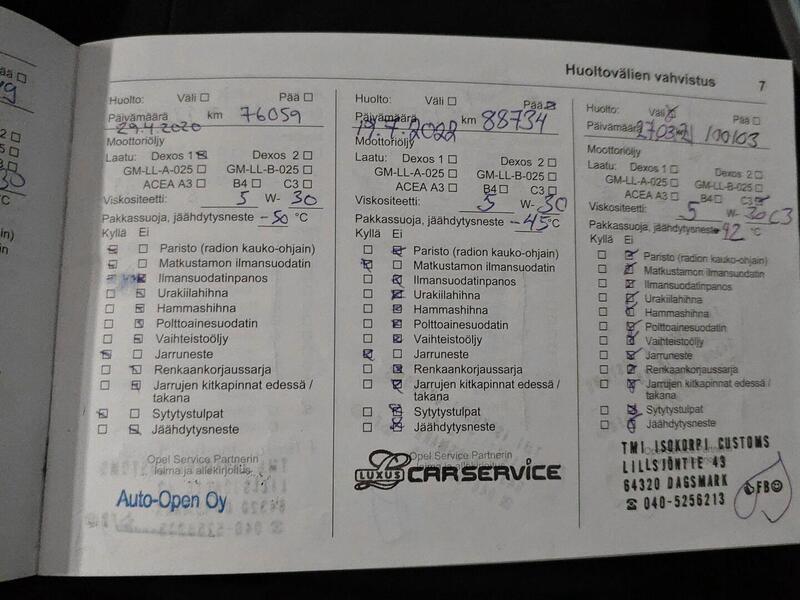 Huoltovälien vahvistus 7
Huolto: Väli Pää
Päivämäärä km 76059
29.4.2020
Moottoriöljy
Laatu: Dexos 1 Dexos 2
GM-LL-A-025 GM-LL-B-025
ACEA A3 B4 C3
Viskositeetti: 5 W- 30
Pakkassuoja, jäähdytysneste -50 °C
Kyllä Ei
Paristo (radion kauko-ohjain)
Matkustamon ilmansuodatin
Ilmansuodatinpanos
Urakiilahihna
Hammashihna
Polttoainesuodatin
Vaihteistoöljy
Jarruneste
Renkaankorjaussarja
Jarrujen kitkapinnat edessä /
takana
Sytytystulpat
Jäähdytysneste
Opel Service Partnerin
leima ja allekirjoitus
Auto-Open Oy
Huolto: Väli Pää
Päivämäärä km 88734
19.7.2022
Moottoriöljy
Laatu: Dexos 1 Dexos 2
GM-LL-A-025 GM-LL-B-025
ACEA A3 B4 C3
Viskositeetti: 5 W- 30
Pakkassuoja, jäähdytysneste -45 °C
Kyllä Ei
Paristo (radion kauko-ohjain)
Matkustamon ilmansuodatin
Ilmansuodatinpanos
Urakiilahihna
Hammashihna
Polttoainesuodatin
Vaihteistoöljy
Jarruneste
Renkaankorjaussarja
Jarrujen kitkapinnat edessä /
takana
Sytytystulpat
Jäähdytysneste
Opel Service Partnerin
leima ja allekirjoitus
LUXUS CARSERVICE
Huolto: Väli Pää
Päivämäärä 100103
Moottoriöljy
Laatu: Dexos 1 Dexos 2
GM-LL-A-025 GM-LL-B-025
ACEA A3 B4 C3
Viskositeetti: 5 W- 30 C3
Pakkassuoja, jäähdytysneste -42 °C
Kyllä Ei
Paristo (radion kauko-ohjain)
Matkustamon ilmansuodatin
Ilmansuodatinpanos
Urakiilahihna
Hammashihna
Polttoainesuodatin
Vaihteistoöljy
Jarruneste
Renkaankorjaussarja
Jarrujen kitkapinnat edessä /
takana
Sytytystulpat
Jäähdytysneste
TMI ISOKORPI CUSTOMS
LILLSJÖNTIE 43
64320 DAGSMARK
☎ 040-5256213
FB☺